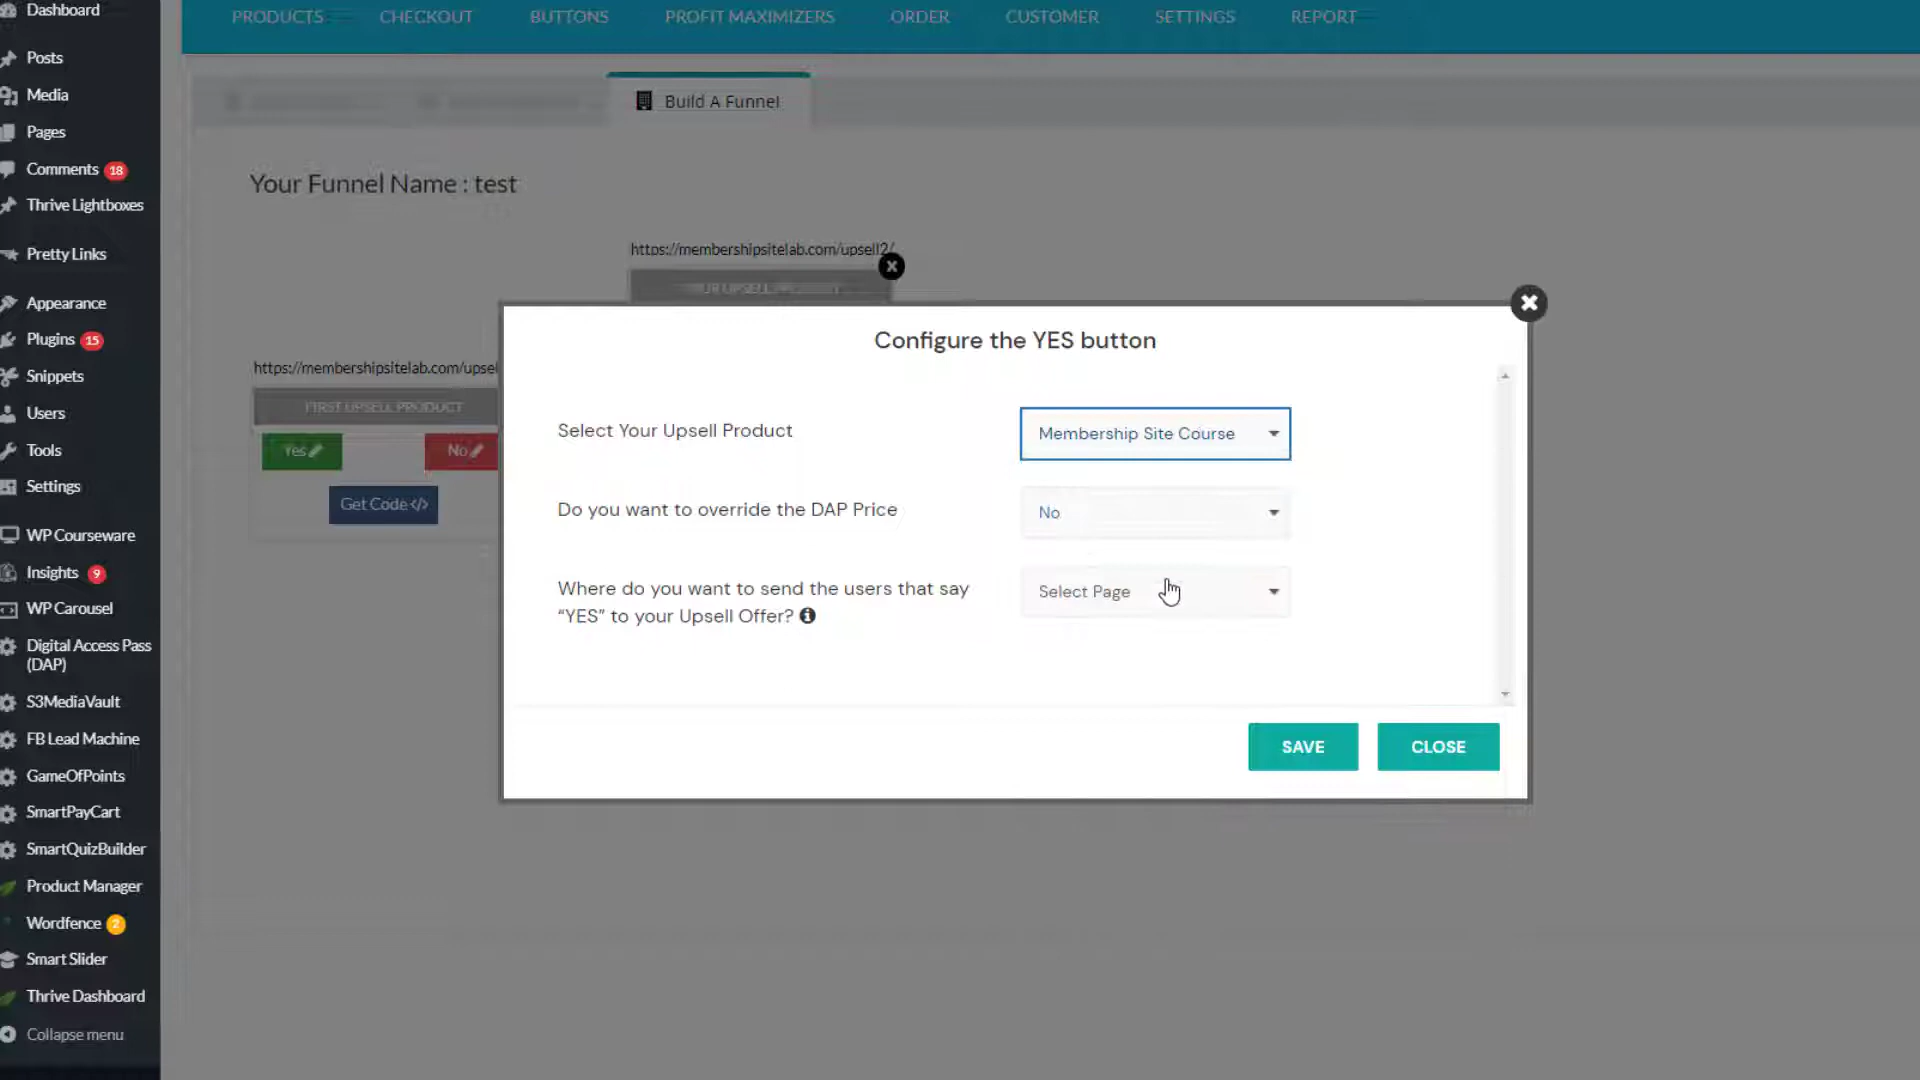 Dashboard
Posts
Media
Pages
Comments 18
Thrive Lightboxes
Pretty Links
Appearance
Plugins 15
Snippets
Users
Tools
Settings
WP Courseware
Insights 9
WP Carousel
Digital Access Pass
(DAP)
S3MediaVault
FB Lead Machine
GameOfPoints
SmartPayCart
SmartQuizBuilder
Product Manager
Wordfence 2
Smart Slider
Thrive Dashboard
Collapse menu
PRODUCTS CHECKOUT BUTTONS PROFIT MAXIMIZERS ORDER CUSTOMER SETTINGS REPORT
Build A Funnel
Your Funnel Name : test
https://membershipsitelab.com/upsell2/
UPSELL
https://membershipsitelab.com/upsel
FIRST UPSELL PRODUCT
Yes No
Get Code </>
Configure the YES button
Select Your Upsell Product Membership Site Course
Do you want to override the DAP Price No
Where do you want to send the users that say Select Page
“YES” to your Upsell Offer?
SAVE CLOSE